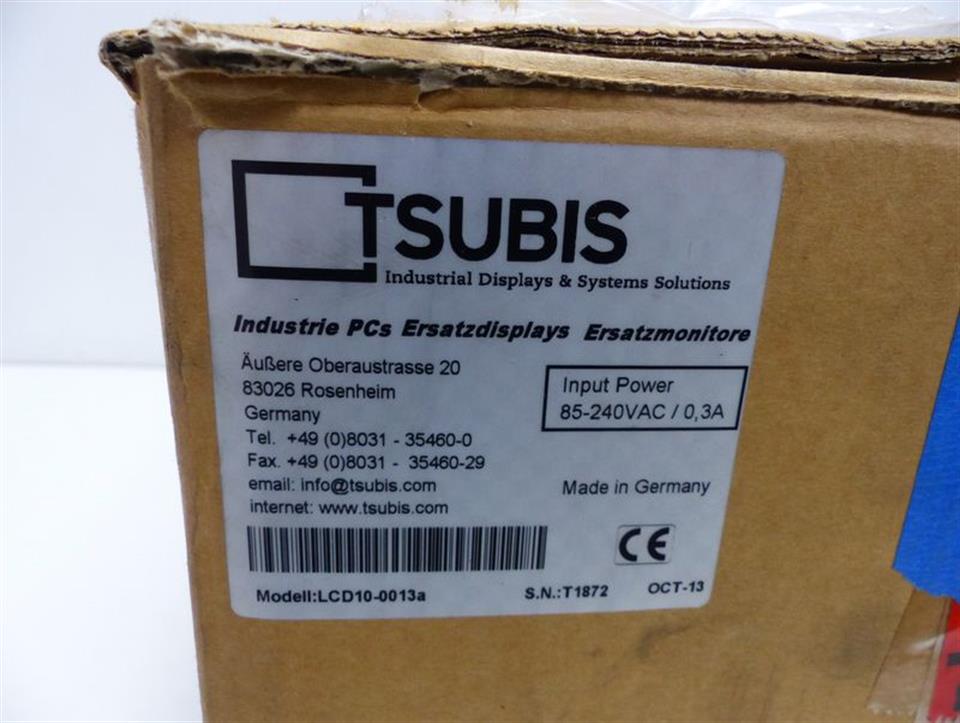 TSUBIS
Industrial Displays & Systems Solutions
Industrie PCs Ersatzdisplays Ersatzmonitore
Äußere Oberaustrasse 20
83026 Rosenheim
Germany
Tel. +49 (0)8031 - 35460-0
Fax. +49 (0)8031 - 35460-29
email: info@tsubis.com
internet: www.tsubis.com
Input Power
85-240VAC / 0,3A
Made in Germany
CE
Modell:LCD10-0013a
S.N.:T1872
OCT-13